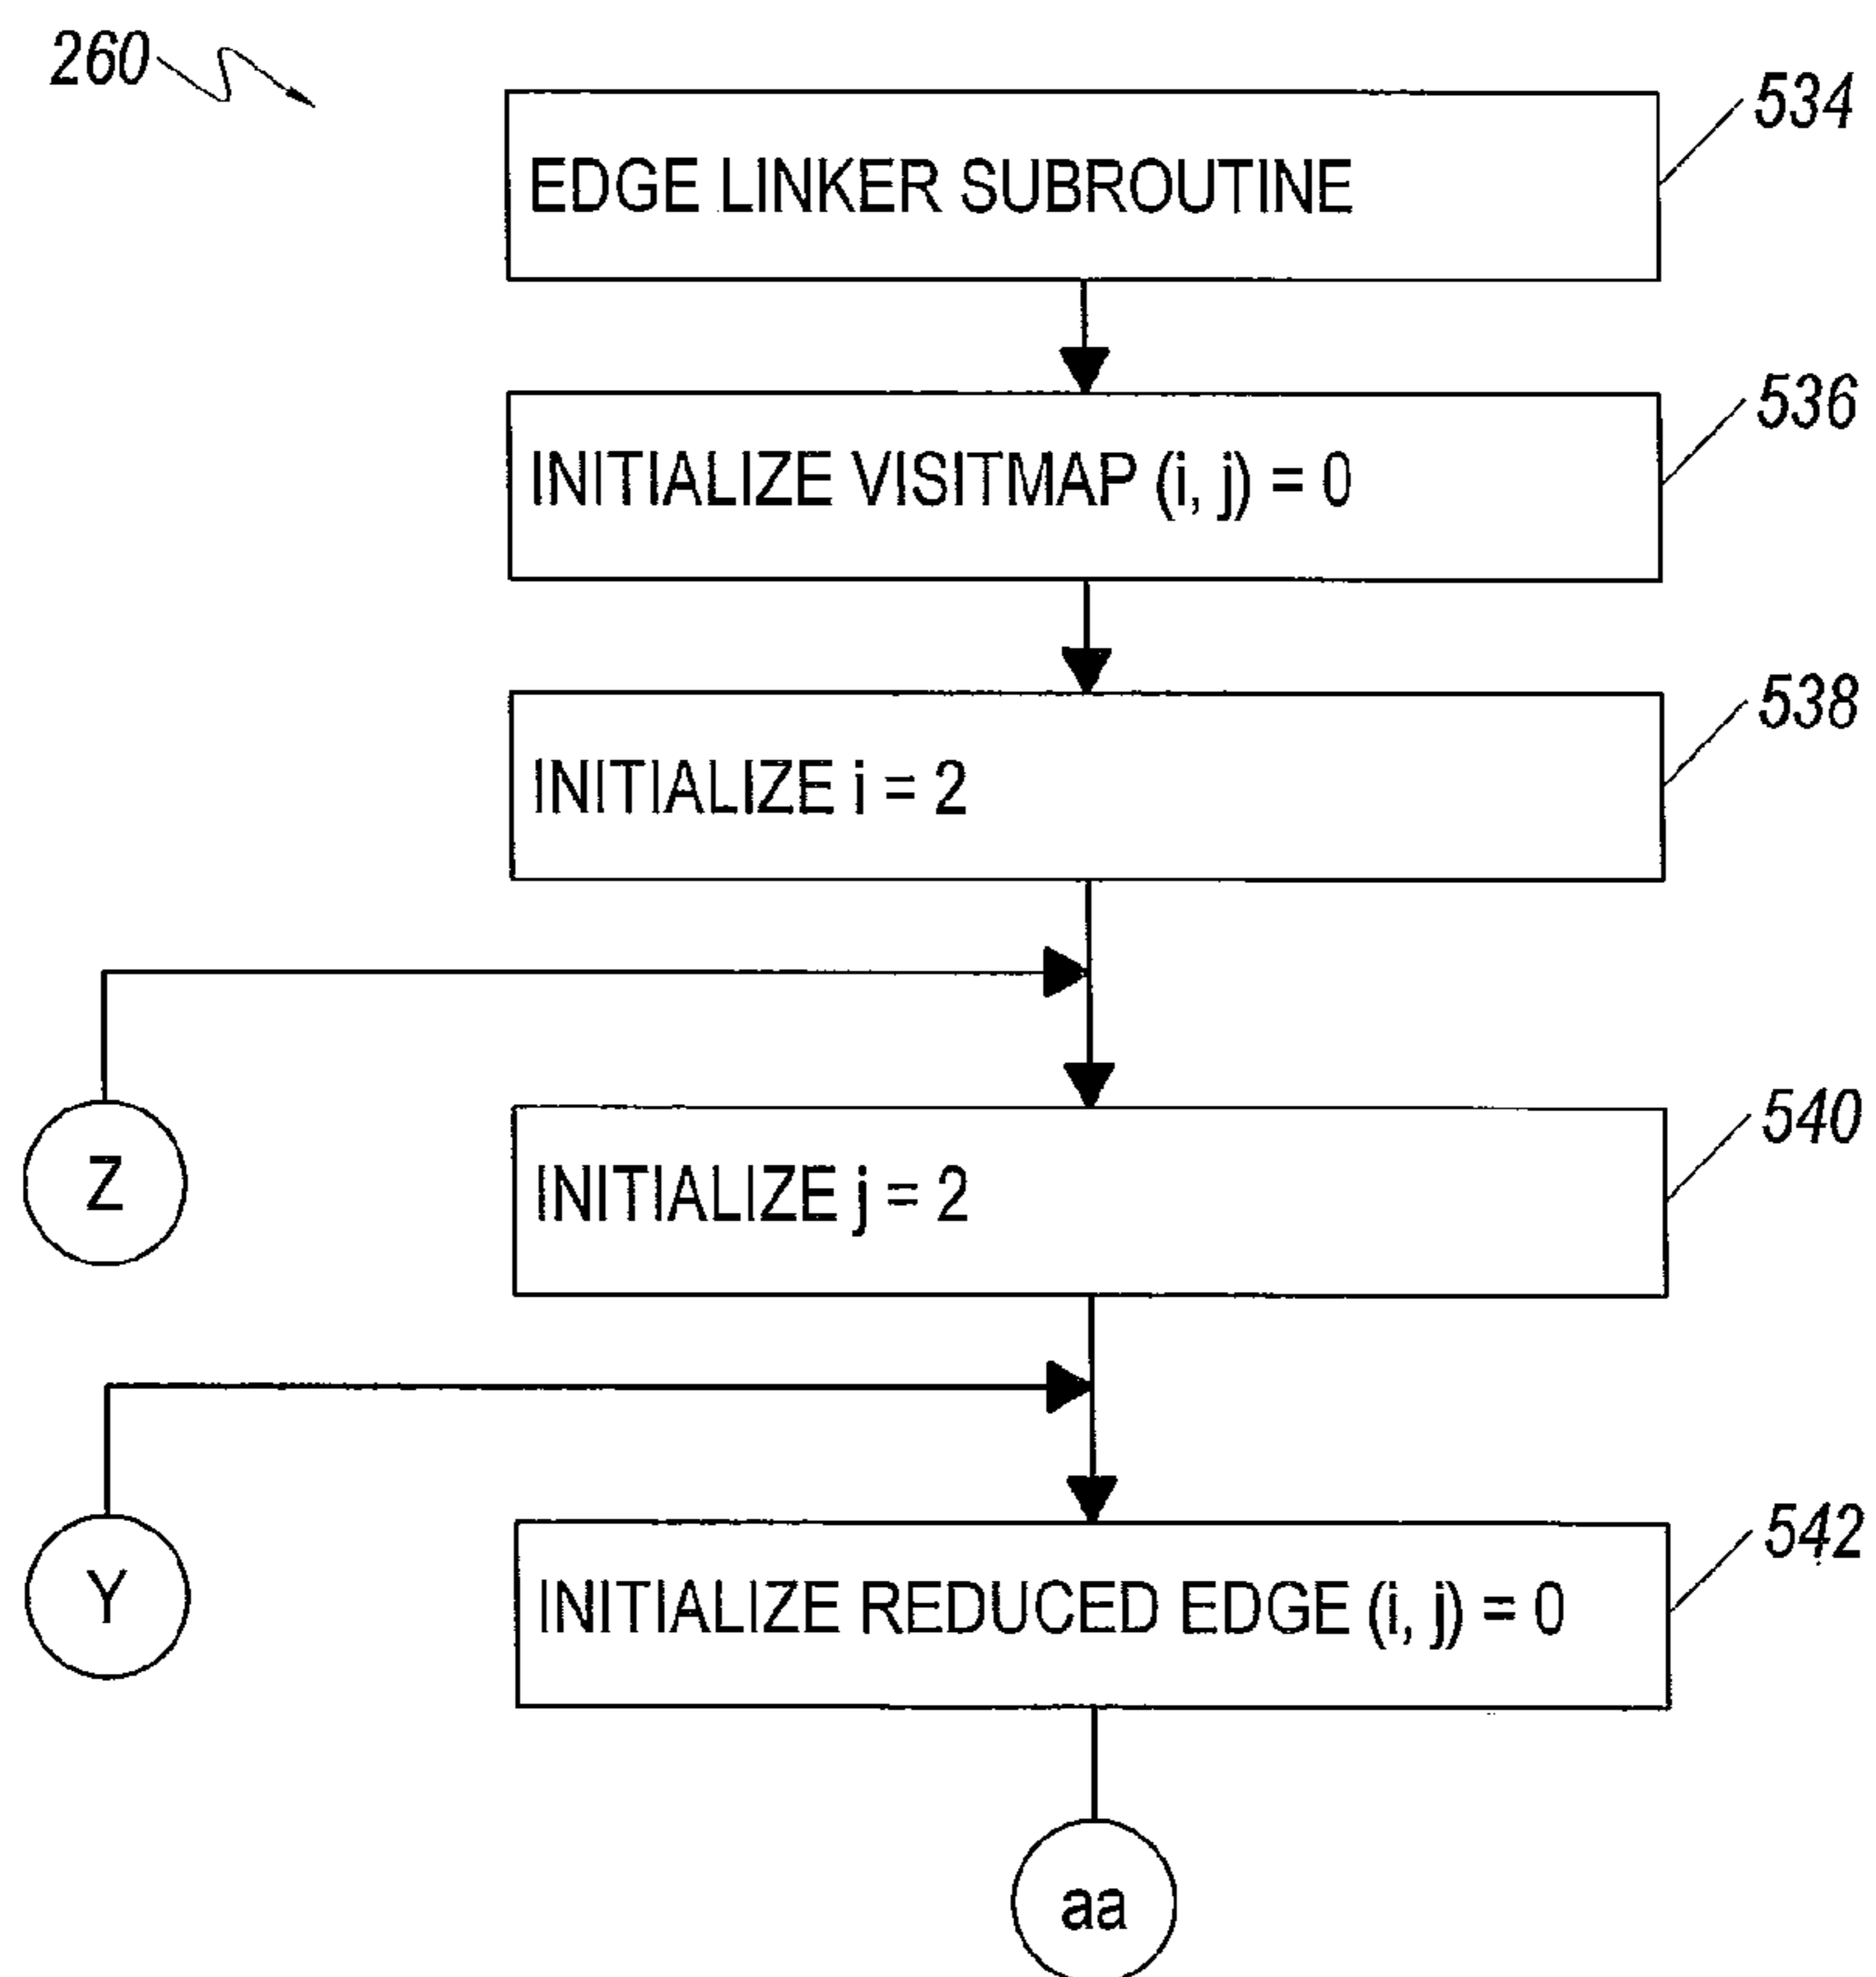 260
534
EDGE LINKER SUBROUTINE
536
INITIALIZE VISITMAP (i, j) = 0
538
INITIALIZE i = 2
Z
540
INITIALIZE j = 2
Y
542
INITIALIZE REDUCED EDGE (i, j) = 0
aa